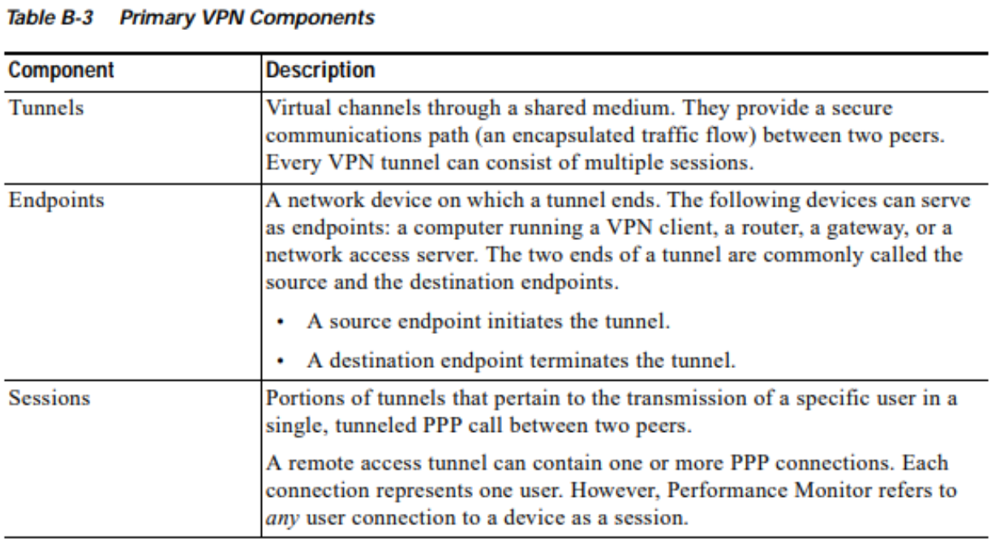 Table B-3 Primary VPN Components
Component Description
Tunnels Virtual channels through a shared medium. They provide a secure
communications path (an encapsulated traffic flow) between two peers.
Every VPN tunnel can consist of multiple sessions.
Endpoints A network device on which a tunnel ends. The following devices can serve
as endpoints: a computer running a VPN client, a router, a gateway, or a
network access server. The two ends of a tunnel are commonly called the
source and the destination endpoints.
• A source endpoint initiates the tunnel.
• A destination endpoint terminates the tunnel.
Sessions Portions of tunnels that pertain to the transmission of a specific user in a
single, tunneled PPP call between two peers.
A remote access tunnel can contain one or more PPP connections. Each
connection represents one user. However, Performance Monitor refers to
any user connection to a device as a session.